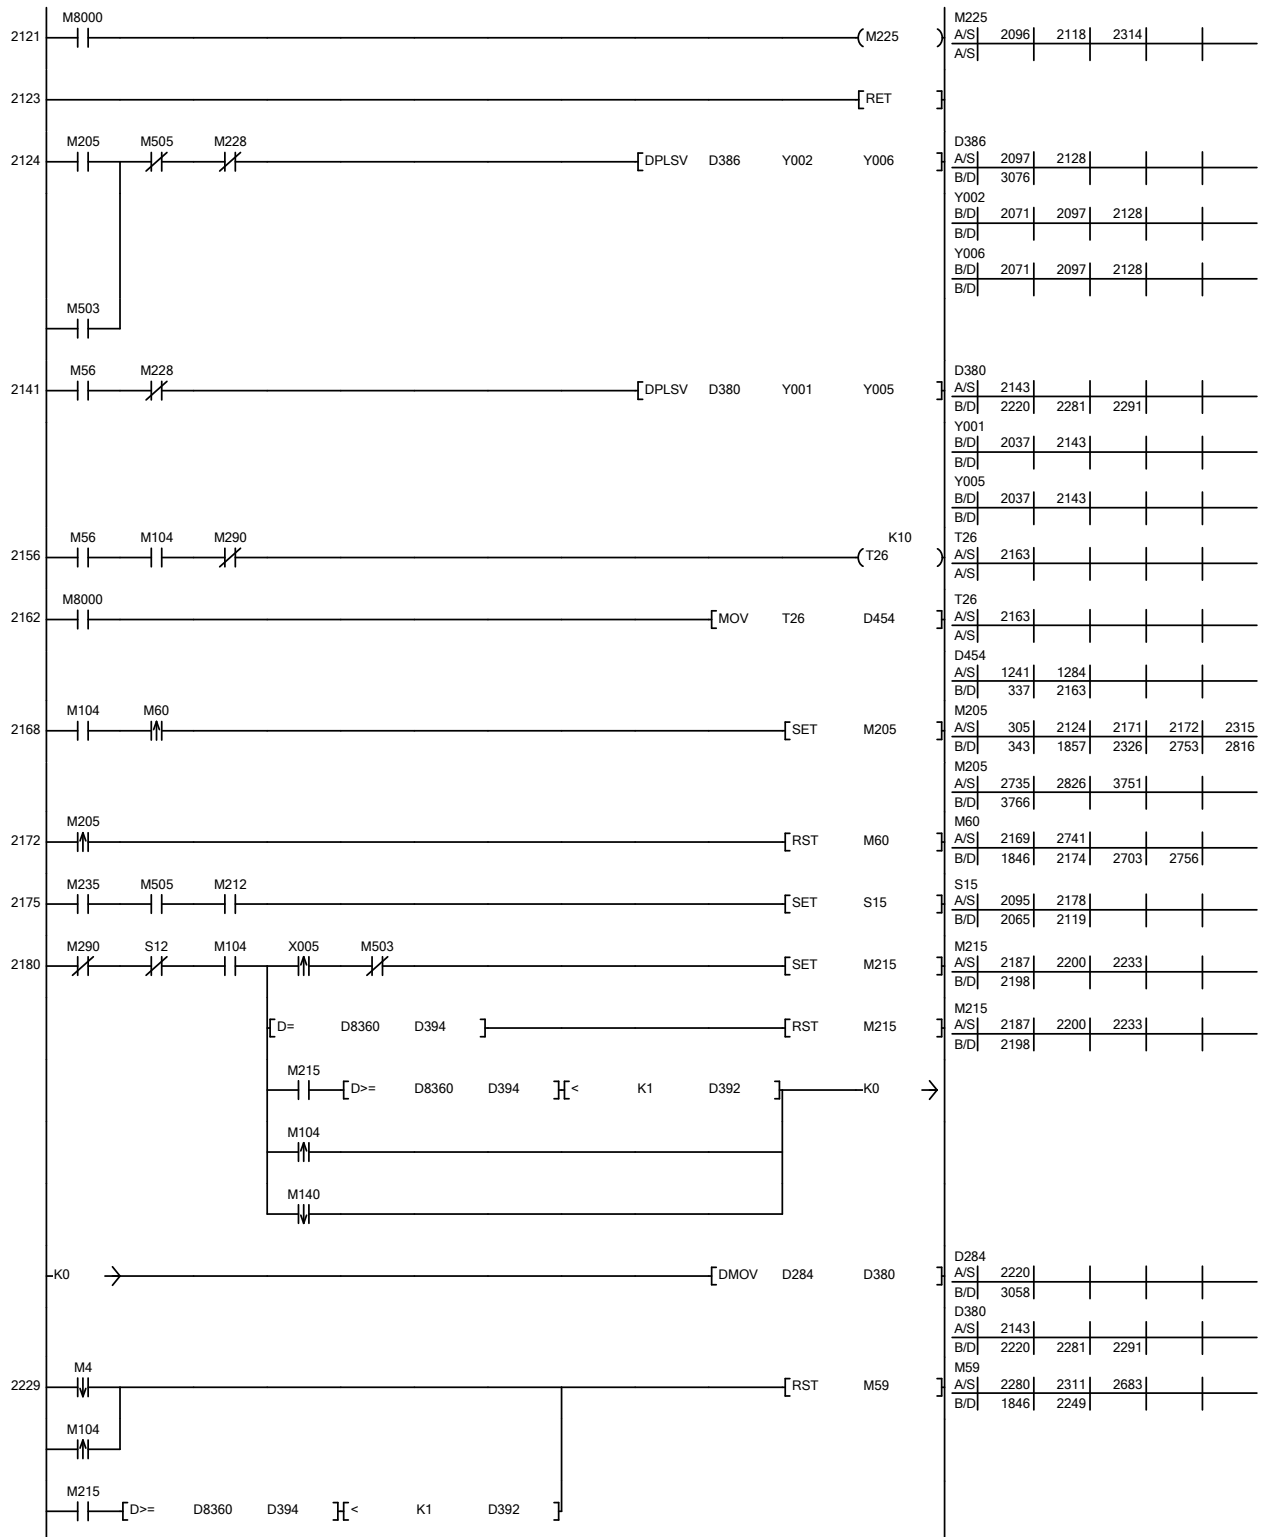 M8000
2121 M225
M225
A/S 2096 2118 2314
A/S
2123 RET
M205 M505 M228
2124 DPLSV D386 Y002 Y006
D386
A/S 2097 2128
B/D 3076
Y002
B/D 2071 2097 2128
B/D
Y006
B/D 2071 2097 2128
B/D
M503
M56 M228
2141 DPLSV D380 Y001 Y005
D380
A/S 2143
B/D 2220 2281 2291
Y001
B/D 2037 2143
B/D
Y005
B/D 2037 2143
B/D
M56 M104 M290 K10
2156 T26
T26
A/S 2163
A/S
M8000
2162 MOV T26 D454
T26
A/S 2163
A/S
D454
A/S 1241 1284
B/D 337 2163
M104 M60
2168 SET M205
M205
A/S 305 2124 2171 2172 2315
B/D 343 1857 2326 2753 2816
M205
A/S 2735 2826 3751
B/D 3766
M205
2172 RST M60
M60
A/S 2169 2741
B/D 1846 2174 2703 2756
M235 M505 M212
2175 SET S15
S15
A/S 2095 2178
B/D 2065 2119
M290 S12 M104 X005 M503
2180 SET M215
M215
A/S 2187 2200 2233
B/D 2198
D= D8360 D394 RST M215
M215
A/S 2187 2200 2233
B/D 2198
M215
D>= D8360 D394 < K1 D392 K0
M104
M140
K0 DMOV D284 D380
D284
A/S 2220
B/D 3058
D380
A/S 2143
B/D 2220 2281 2291
M4
2229 RST M59
M59
A/S 2280 2311 2683
B/D 1846 2249
M104
M215
D>= D8360 D394 < K1 D392